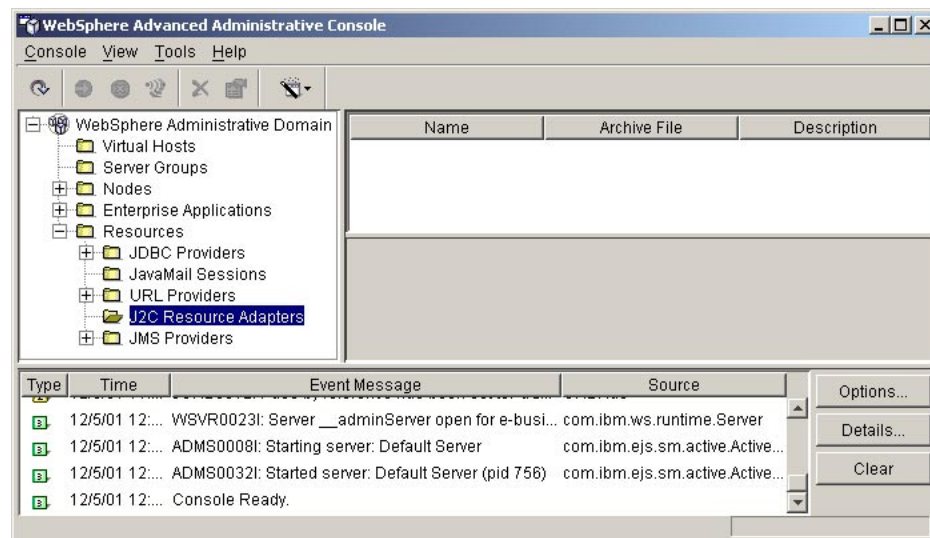 WebSphere Advanced Administrative Console
Console View Tools Help
WebSphere Administrative Domain
Virtual Hosts
Server Groups
Nodes
Enterprise Applications
Resources
JDBC Providers
JavaMail Sessions
URL Providers
J2C Resource Adapters
JMS Providers
Name Archive File Description
Type Time Event Message Source
12/5/01 12:... WSVR0023I: Server __adminServer open for e-busi... com.ibm.ws.runtime.Server
12/5/01 12:... ADMS0008I: Starting server: Default Server com.ibm.ejs.sm.active.Active...
12/5/01 12:... ADMS0032I: Started server: Default Server (pid 756) com.ibm.ejs.sm.active.Active...
12/5/01 12:... Console Ready.
Options...
Details...
Clear